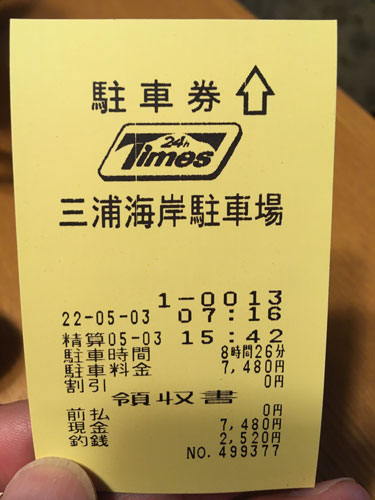 駐車券
24h
Times
三浦海岸駐車場
1-0013
22-05-03 07:16
精算05-03 15:42
駐車時間 8時間26分
駐車料金 7,480円
割引 0円
領収書
前払 0円
現金 7,480円
釣銭 2,520円
NO.499377